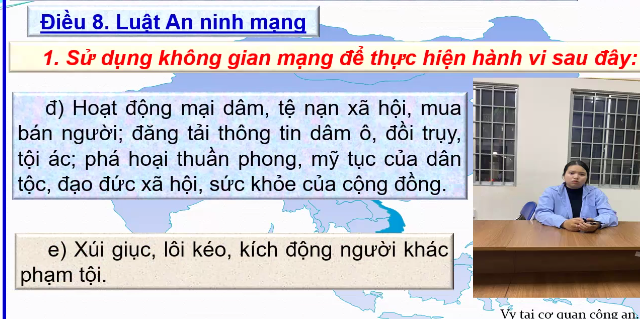 Điều 8. Luật An ninh mạng
1. Sử dụng không gian mạng để thực hiện hành vi sau đây:
đ) Hoạt động mại dâm, tệ nạn xã hội, mua
bán người; đăng tải thông tin dâm ô, đồi trụy,
tội ác; phá hoại thuần phong, mỹ tục của dân
tộc, đạo đức xã hội, sức khỏe của cộng đồng.
e) Xúi giục, lôi kéo, kích động người khác
phạm tội.
Vy tại cơ quan công an.